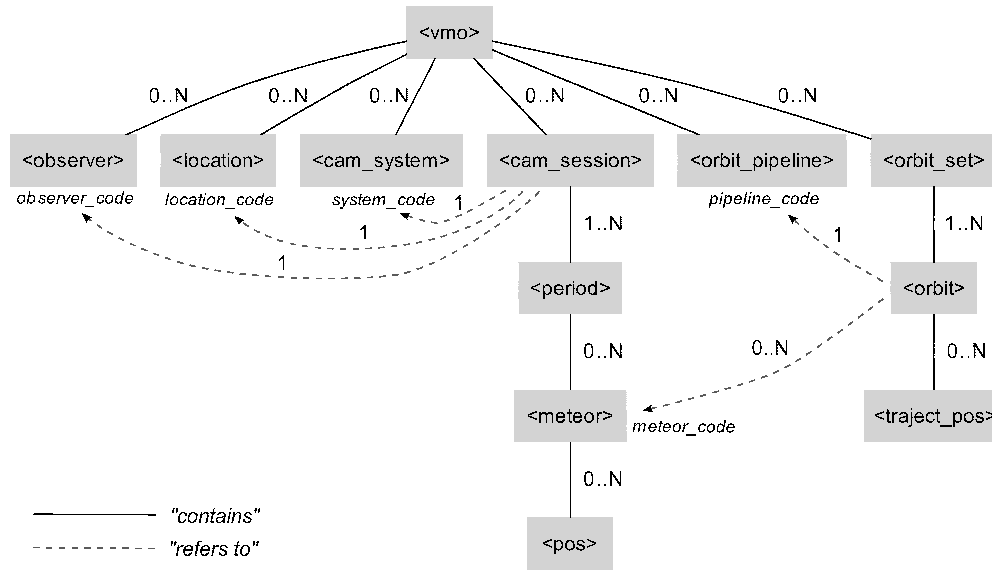 <vmo>
0..N 0..N 0..N 0..N 0..N 0..N
<observer> <location> <cam_system> <cam_session> <orbit_pipeline> <orbit_set>
observer_code location_code system_code pipeline_code
1
1
1
1..N
1
1..N
<period> <orbit>
0..N
0..N
0..N
<meteor>
meteor_code
<traject_pos>
0..N
"contains"
"refers to"
<pos>